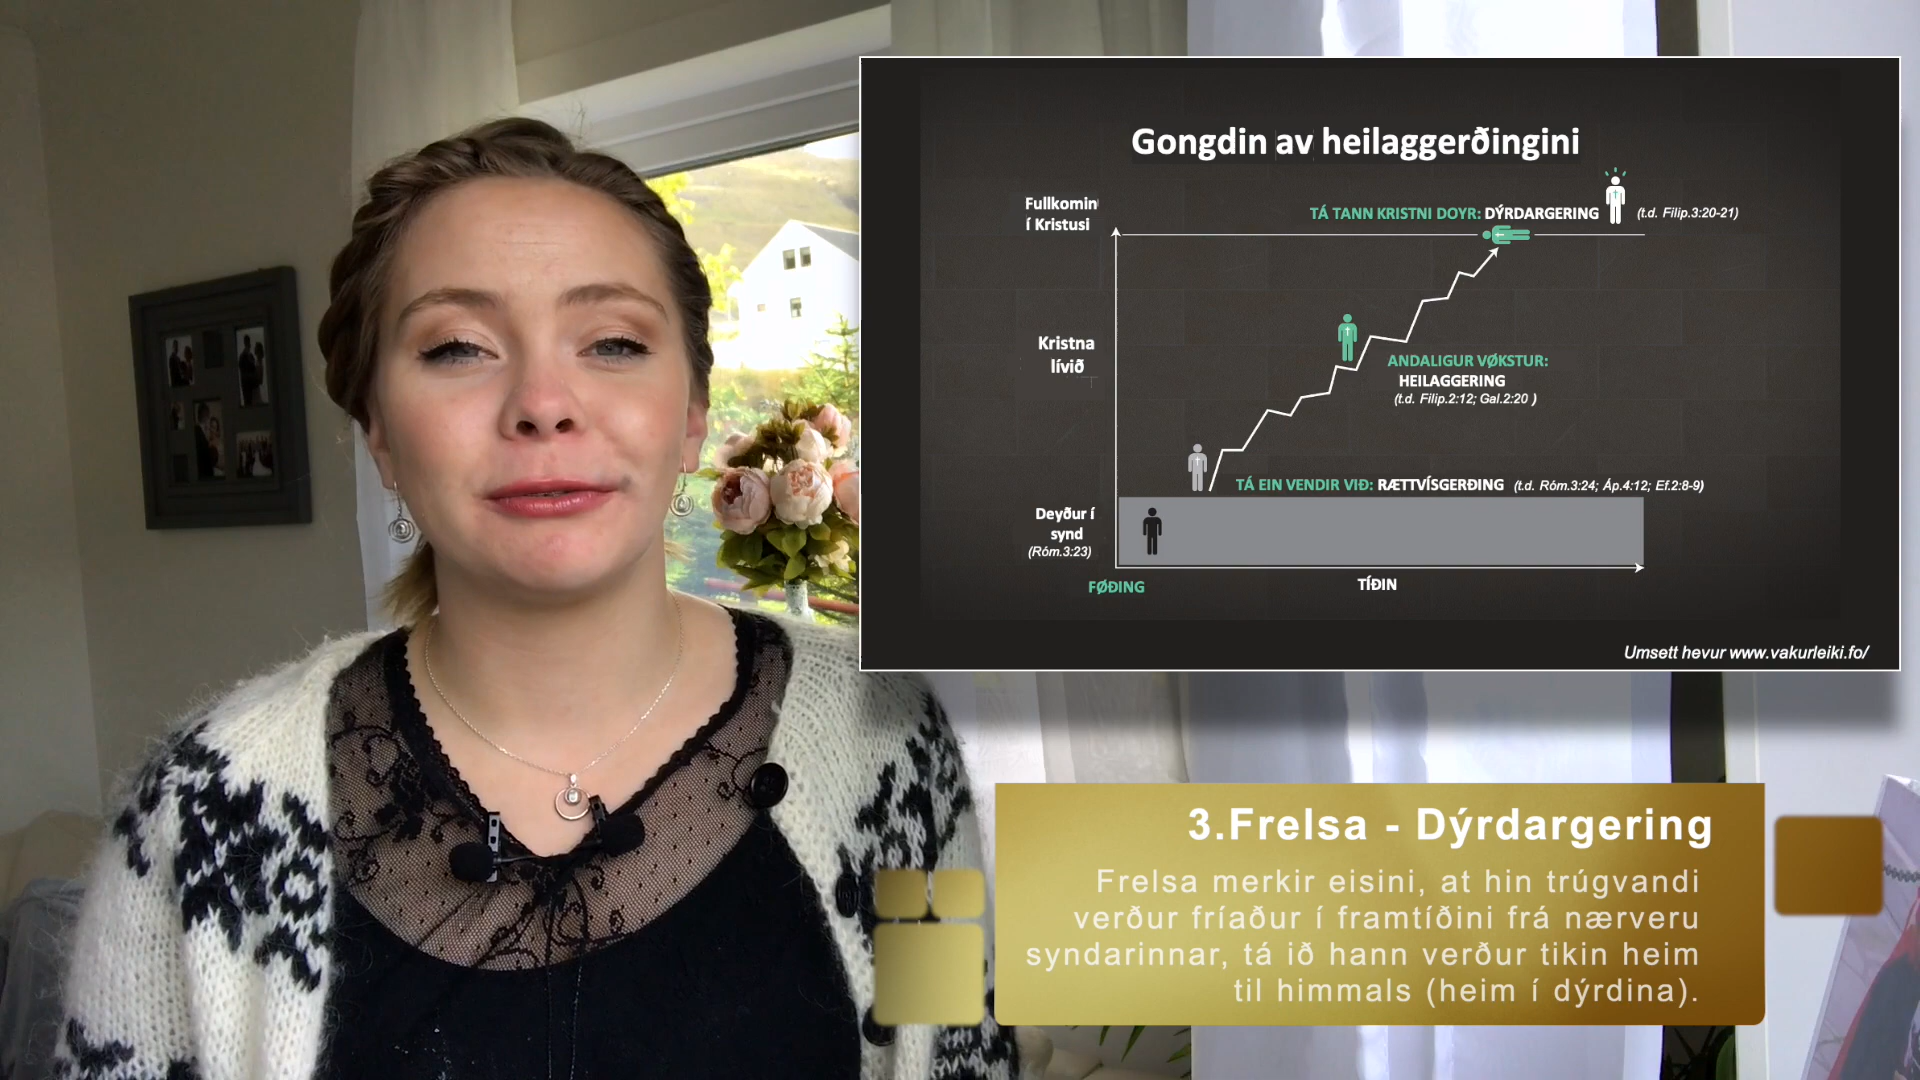 Gongdin av heilaggerðingini
Fullkomin
í Kristusi
TÁ TANN KRISTNI DOYR: DÝRDARGERING (t.d. Filip.3:20-21)
Kristna
lívið
ANDALIGUR VØKSTUR:
HEILAGGERING
(t.d. Filip.2:12; Gal.2:20 )
TÁ EIN VENDIR VIÐ: RÆTTVÍSGERÐING (t.d. Róm.3:24; Áp.4:12; Ef.2:8-9)
Deyður í
synd
(Róm.3:23)
FØÐING
TÍÐIN
Umsett hevur www.vakurleiki.fo/
3.Frelsa - Dýrdargering
Frelsa merkir eisini, at hin trúgvandi
verður fríaður í framtíðini frá nærveru
syndarinnar, tá ið hann verður tikin heim
til himmals (heim í dýrdina).